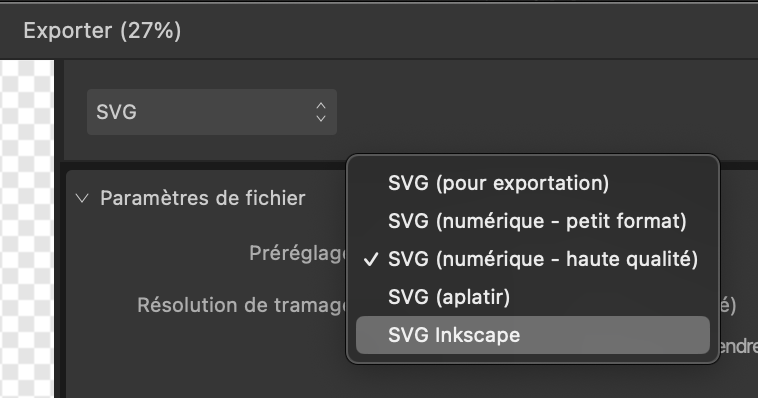 Exporter (27%)
SVG
Paramètres de fichier
SVG (pour exportation)
SVG (numérique - petit format)
Préréglage
✓ SVG (numérique - haute qualité)
SVG (aplatir)
Résolution de tramage
SVG Inkscape